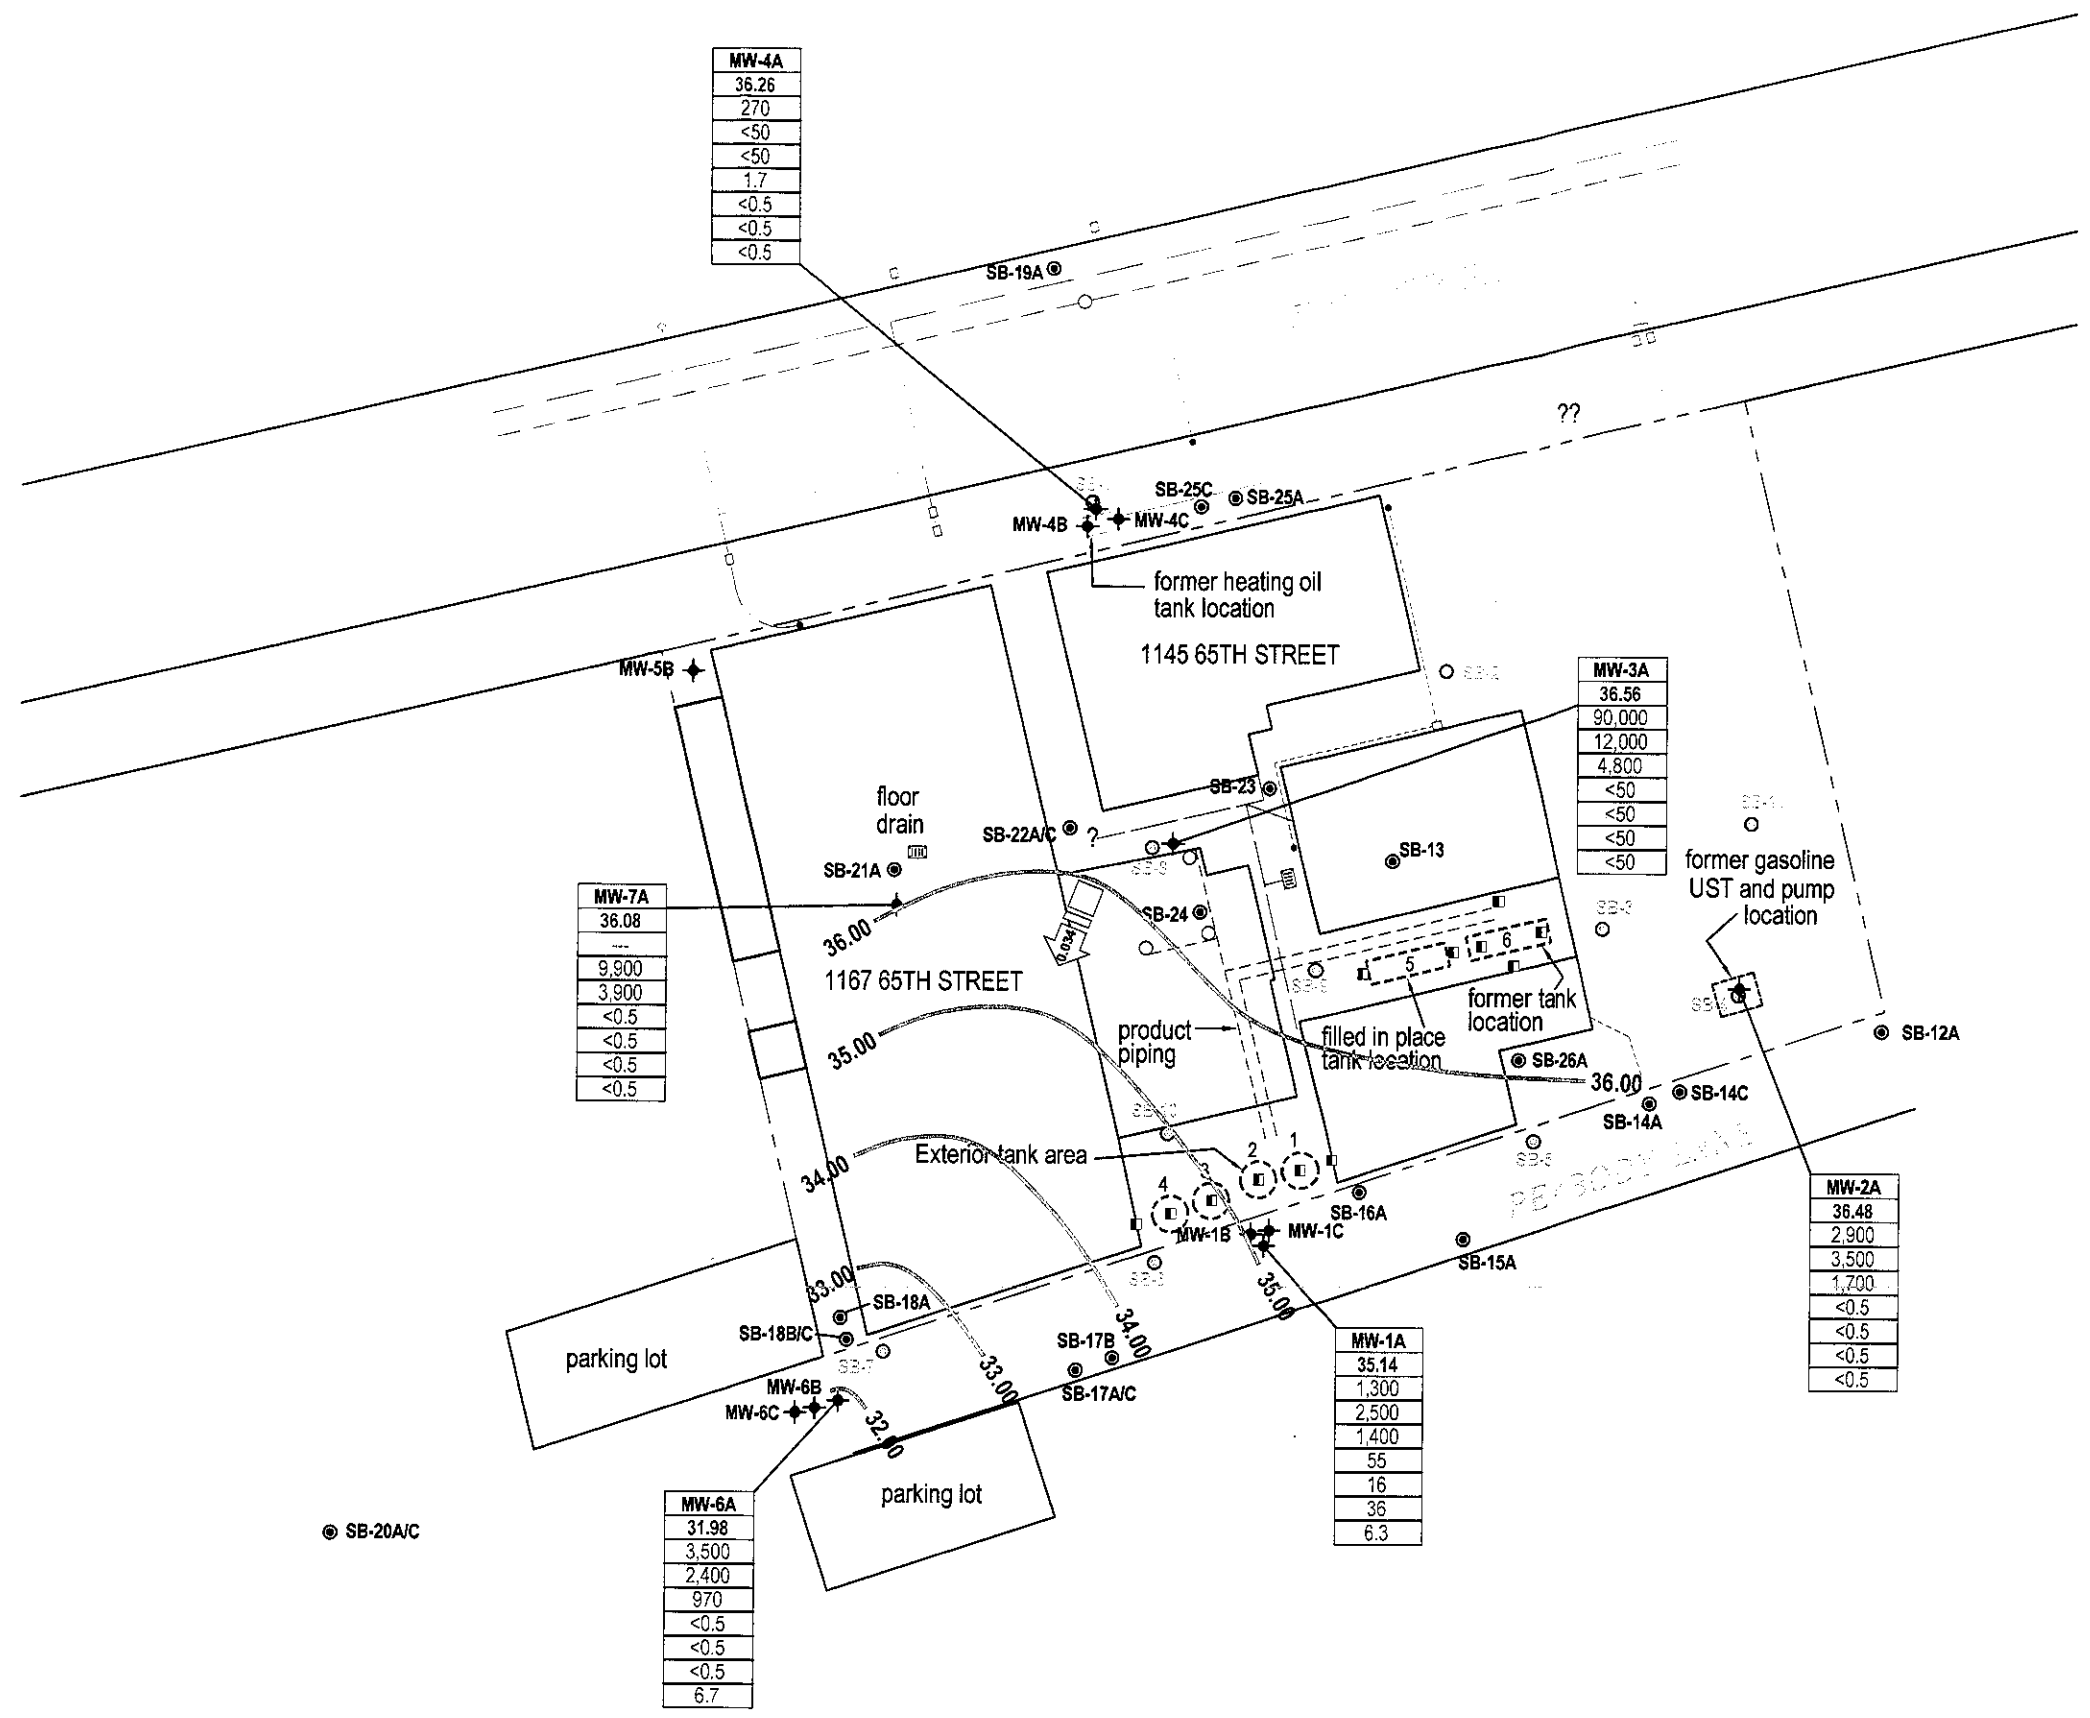 MW-4A
36.26
270
<50
<50
1.7
<0.5
<0.5
<0.5
SB-19A
??
SB-25C
SB-25A
MW-4B
MW-4C
former heating oil
tank location
1145 65TH STREET
MW-5B
SB-2
MW-3A
36.56
90,000
12,000
4,800
<50
<50
<50
<50
SB-23
floor
drain
SB-22A/C
?
SB-13
SB-21A
former gasoline
UST and pump
location
MW-7A
36.08
---
9,900
3,900
<0.5
<0.5
<0.5
<0.5
SB-24
0.034
36.00
6
5
1167 65TH STREET
former tank
location
product
piping
filled in place
tank location
35.00
SB-26A
SB-12A
36.00
SB-14C
SB-14A
34.00
Exterior tank area
2
1
4
3
PEABODY LANE
MW-2A
36.48
2,900
3,500
1,700
<0.5
<0.5
<0.5
<0.5
SB-16A
MW-1B
MW-1C
SB-15A
33.00
35.00
SB-18A
SB-18B/C
34.00
SB-17B
SB-7
SB-17A/C
33.00
parking lot
MW-1A
35.14
1,300
2,500
1,400
55
16
36
6.3
MW-6B
MW-6C
32.00
parking lot
MW-6A
31.98
3,500
2,400
970
<0.5
<0.5
<0.5
6.7
SB-20A/C